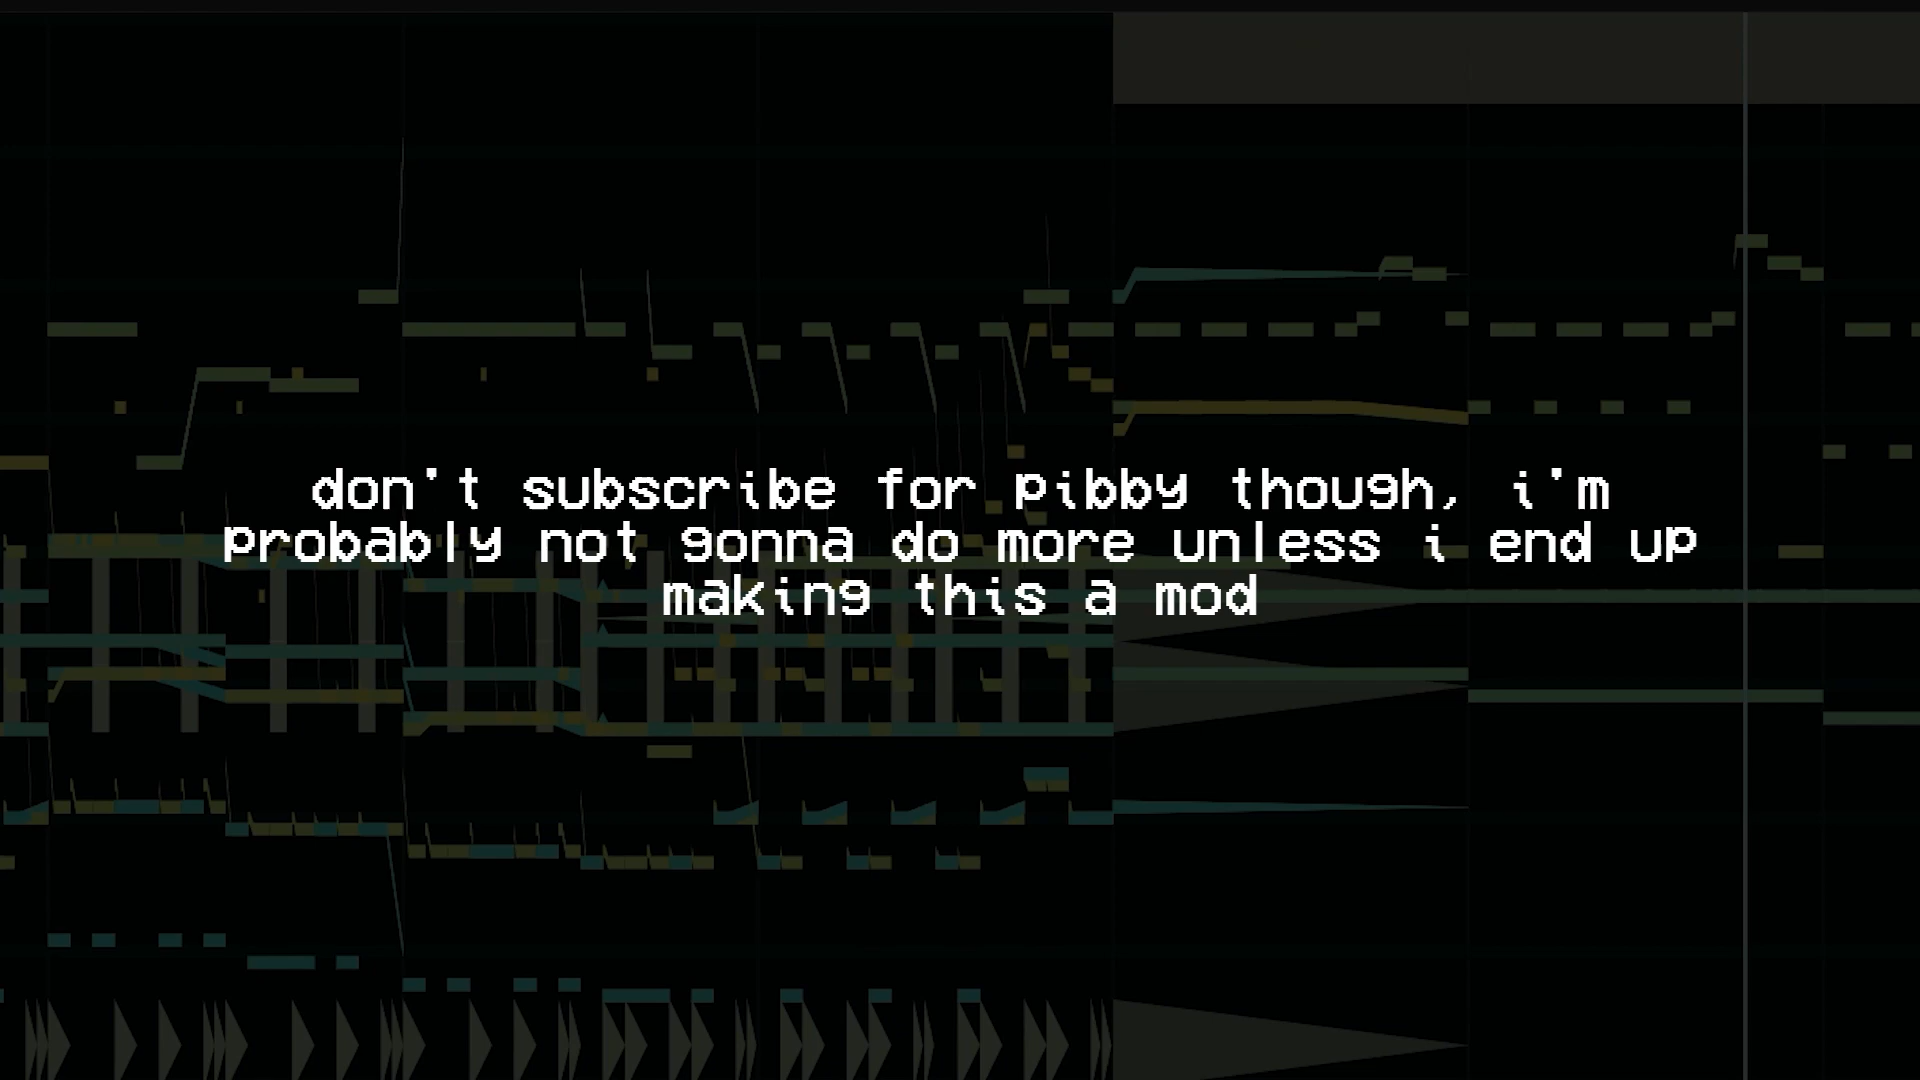 don't subscribe for pibby though, i'm
probably not gonna do more unless i end up
making this a mod